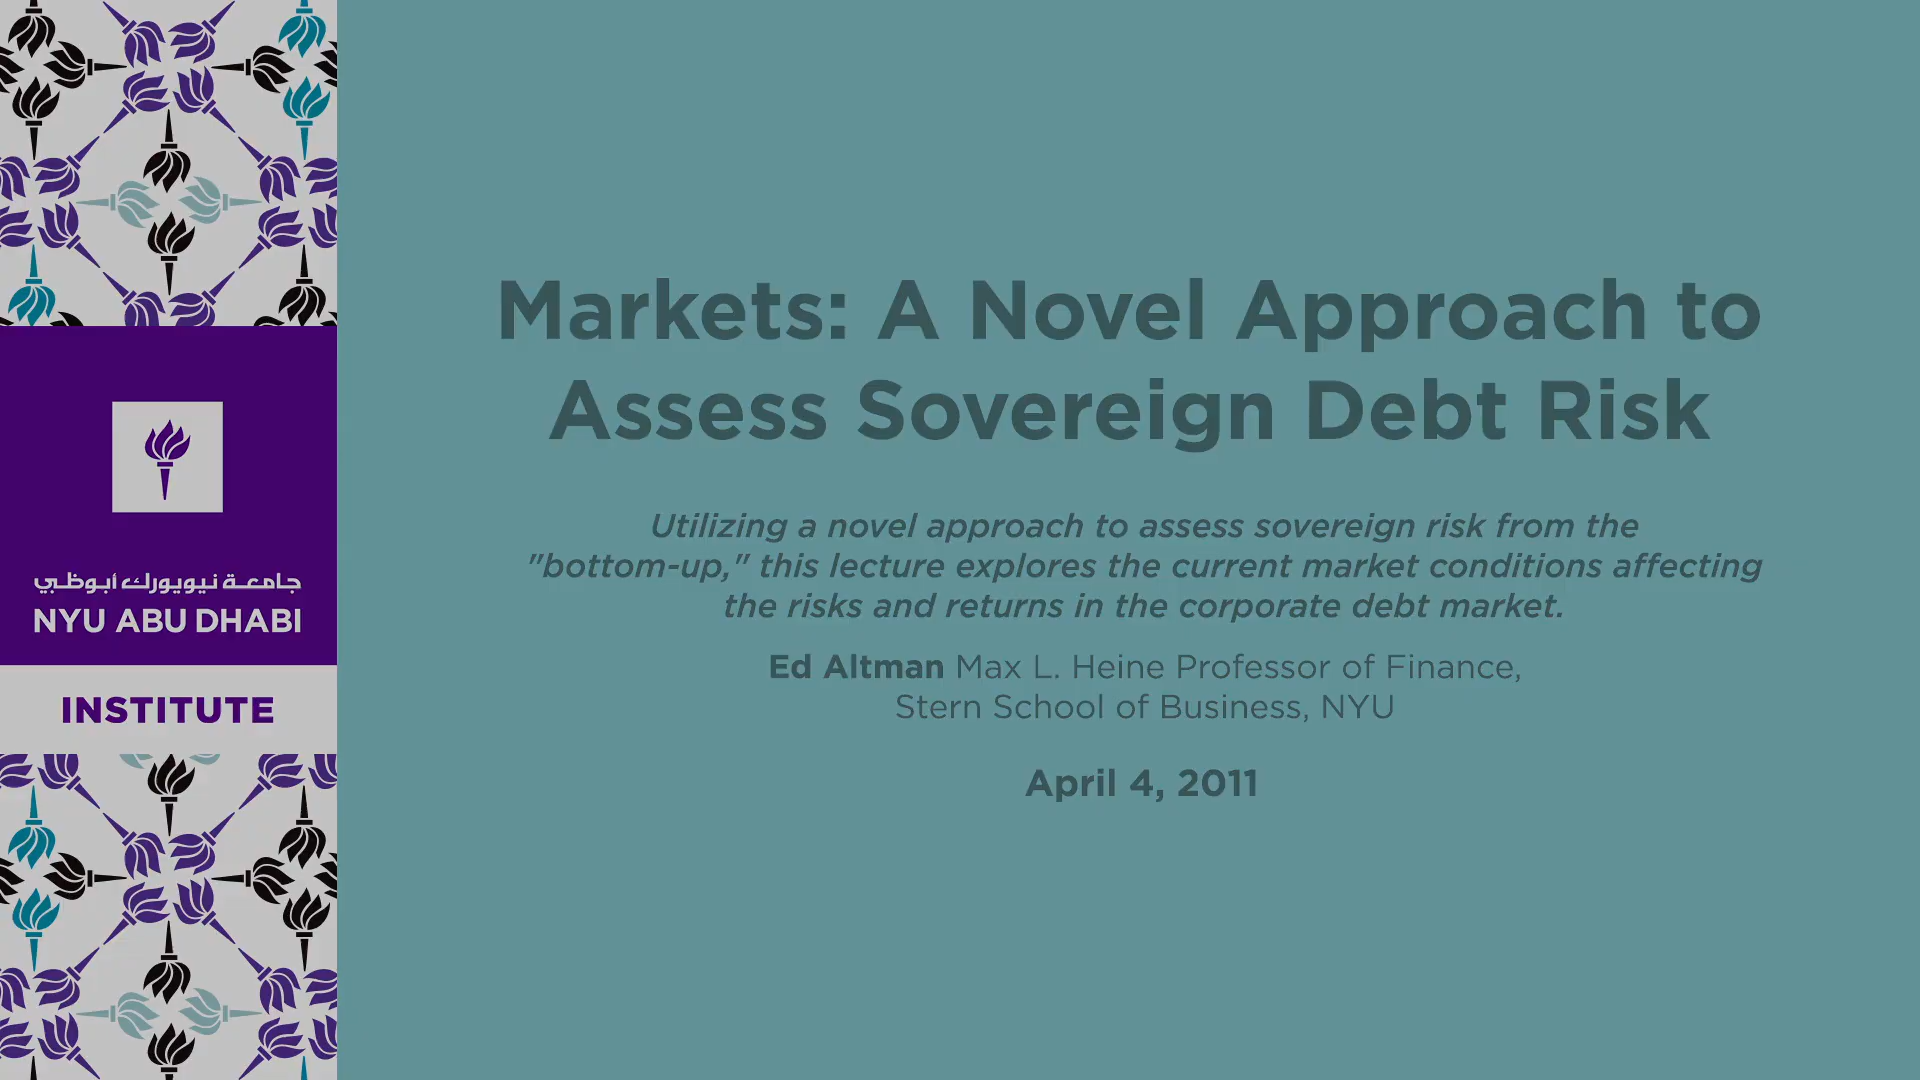 جامعة نيويورك أبوظبي
NYU ABU DHABI
INSTITUTE
Markets: A Novel Approach to
Assess Sovereign Debt Risk
Utilizing a novel approach to assess sovereign risk from the
"bottom-up," this lecture explores the current market conditions affecting
the risks and returns in the corporate debt market.
Ed Altman Max L. Heine Professor of Finance,
Stern School of Business, NYU
April 4, 2011